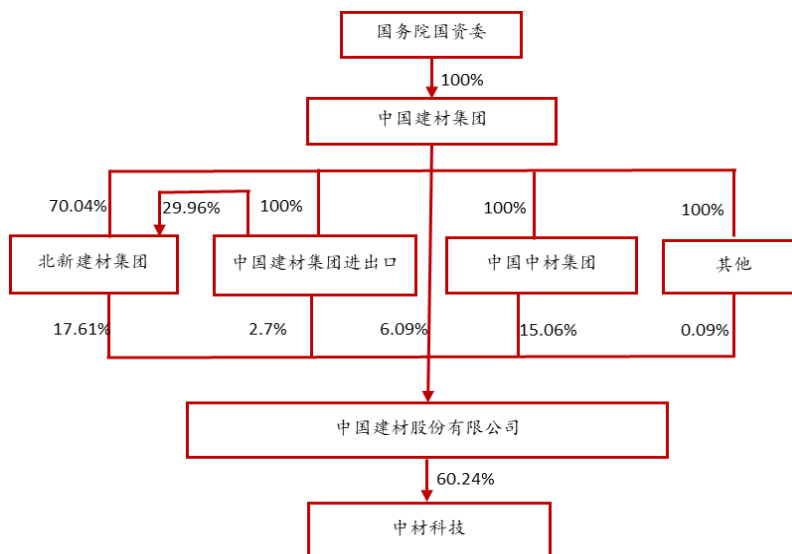 国务院国资委
100%
中国建材集团
70.04%
29.96%
100%
100%
100%
北新建材集团
中国建材集团进出口
中国中材集团
其他
17.61%
2.7%
6.09%
15.06%
0.09%
中国建材股份有限公司
60.24%
中材科技